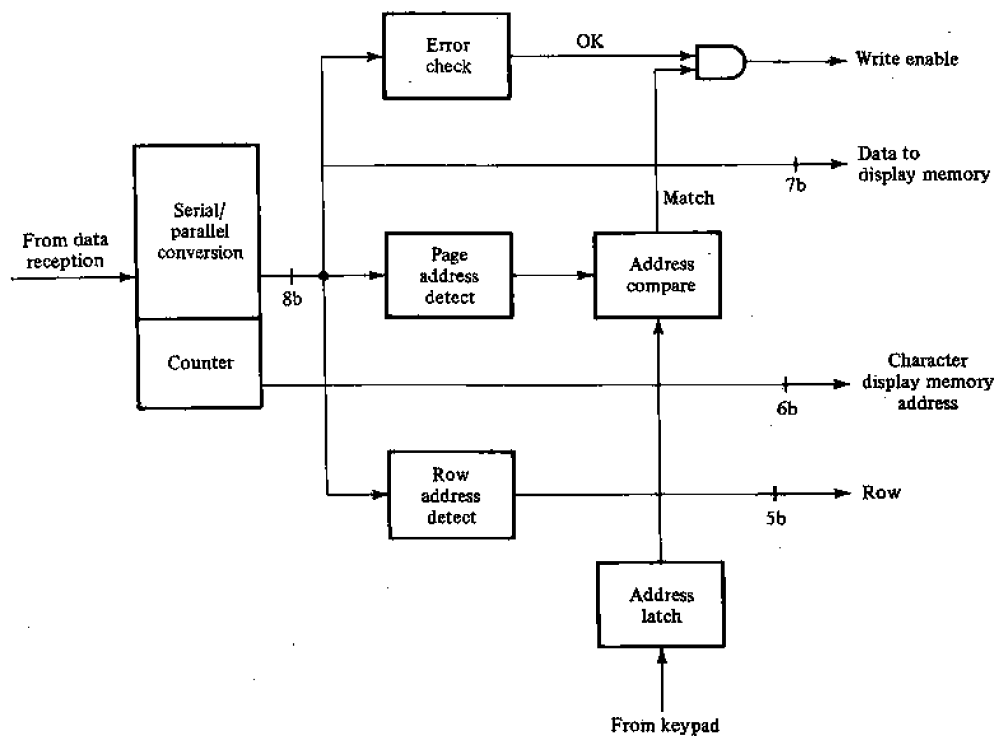 Error
check
OK
Write enable
Data to
display memory
7b
Match
Serial/
parallel
conversion
From data
reception
8b
Page
address
detect
Address
compare
Counter
Character
display memory
address
6b
Row
address
detect
Row
5b
Address
latch
From keypad